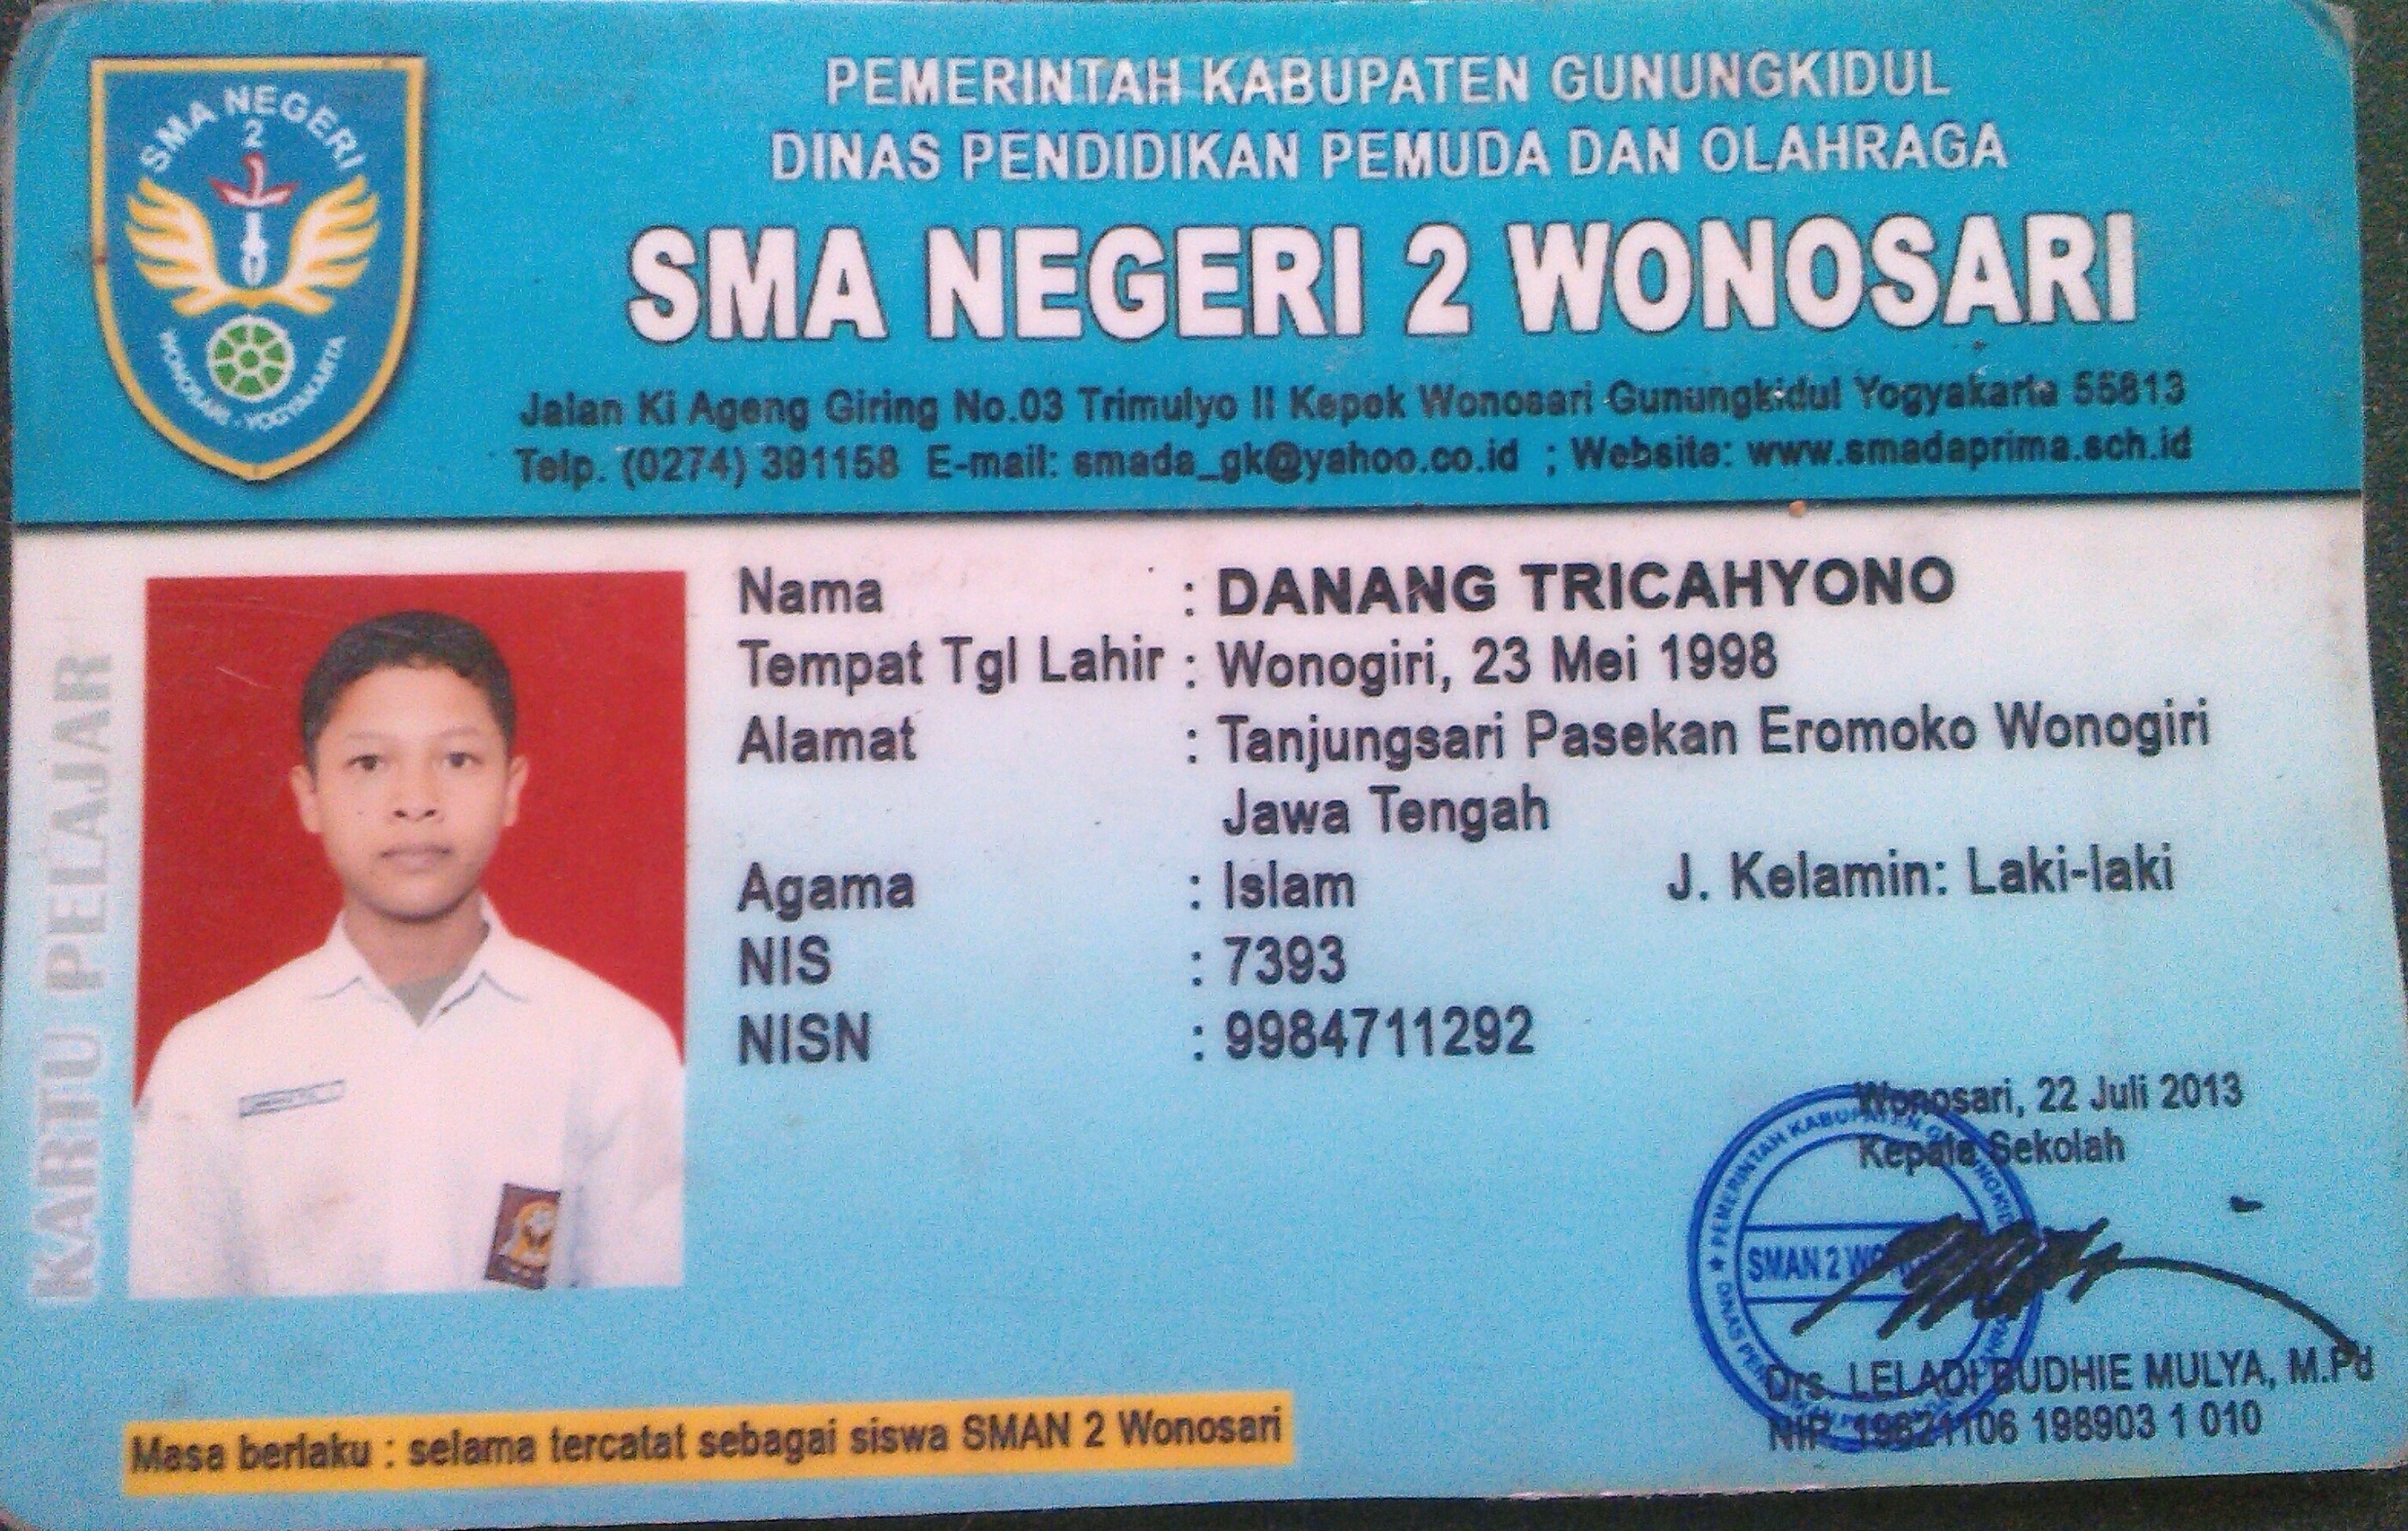 SMA NEGERI
2
WONOSARI - YOGYAKARTA
PEMERINTAH KABUPATEN GUNUNGKIDUL
DINAS PENDIDIKAN PEMUDA DAN OLAHRAGA
SMA NEGERI 2 WONOSARI
Jalan Ki Ageng Giring No.03 Trimulyo II Kepek Wonosari Gunungkidul Yogyakarta 55813
Telp. (0274) 391158 E-mail: smada_gk@yahoo.co.id ; Website: www.smadaprima.sch.id
KARTU PELAJAR
Nama : DANANG TRICAHYONO
Tempat Tgl Lahir : Wonogiri, 23 Mei 1998
Alamat : Tanjungsari Pasekan Eromoko Wonogiri
Jawa Tengah
Agama : Islam J. Kelamin: Laki-laki
NIS : 7393
NISN : 9984711292
Wonosari, 22 Juli 2013
Kepala Sekolah
PEMERINTAH KABUPATEN GUNUNGKIDUL
SMAN 2
Drs. LELADI BUDHIE MULYA, M.Pd
NIP. 19621106 198903 1 010
Masa berlaku : selama tercatat sebagai siswa SMAN 2 Wonosari